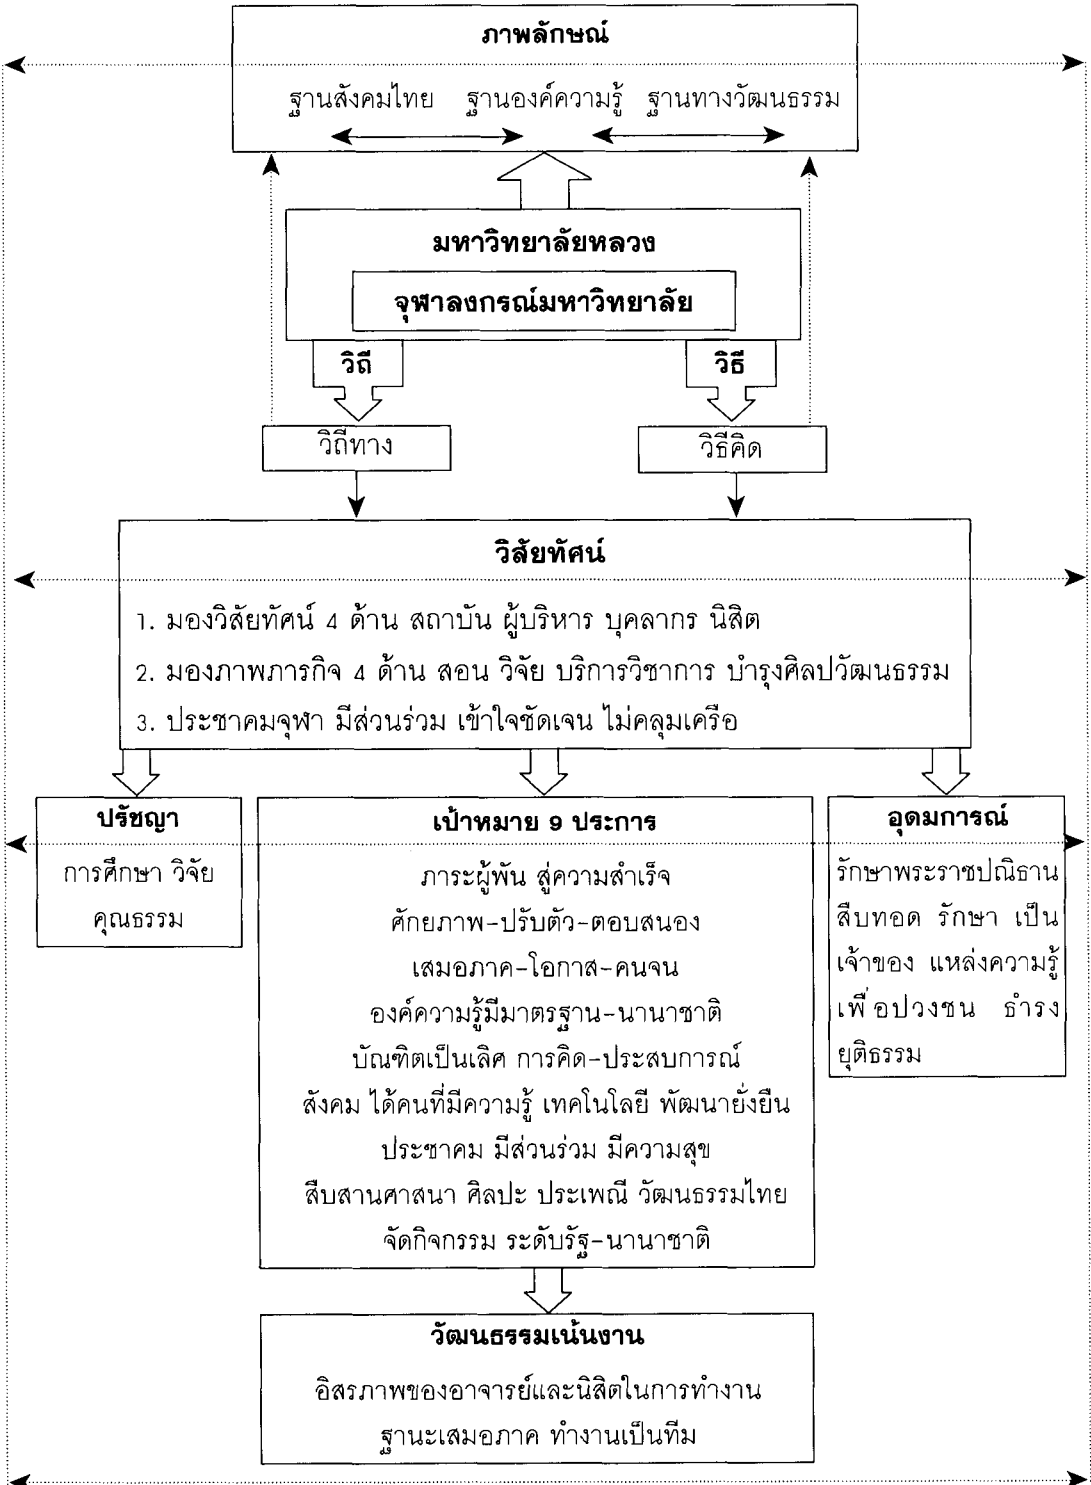 ภาพลักษณ์
ฐานสังคมไทย ฐานองค์ความรู้ ฐานทางวัฒนธรรม
มหาวิทยาลัยหลวง
จุฬาลงกรณ์มหาวิทยาลัย
วิถี วิธี
วิถีทาง วิธีคิด
วิสัยทัศน์
1. มองวิสัยทัศน์ 4 ด้าน สถาบัน ผู้บริหาร บุคลากร นิสิต
2. มองภาพภารกิจ 4 ด้าน สอน วิจัย บริการวิชาการ บำรุงศิลปวัฒนธรรม
3. ประชาคมจุฬา มีส่วนร่วม เข้าใจชัดเจน ไม่คลุมเครือ
ปรัชญา
การศึกษา วิจัย
คุณธรรม
เป้าหมาย 9 ประการ
ภาระผู้พัน สู่ความสำเร็จ
ศักยภาพ-ปรับตัว-ตอบสนอง
เสมอภาค-โอกาส-คนจน
องค์ความรู้มีมาตรฐาน-นานาชาติ
บัณฑิตเป็นเลิศ การคิด-ประสบการณ์
สังคม ได้คนที่มีความรู้ เทคโนโลยี พัฒนายั่งยืน
ประชาคม มีส่วนร่วม มีความสุข
สืบสานศาสนา ศิลปะ ประเพณี วัฒนธรรมไทย
จัดกิจกรรม ระดับรัฐ-นานาชาติ
อุดมการณ์
รักษาพระราชปณิธาน
สืบทอด รักษา เป็น
เจ้าของ แหล่งความรู้
เพื่อปวงชน ธำรง
ยุติธรรม
วัฒนธรรมเน้นงาน
อิสรภาพของอาจารย์และนิสิตในการทำงาน
ฐานะเสมอภาค ทำงานเป็นทีม